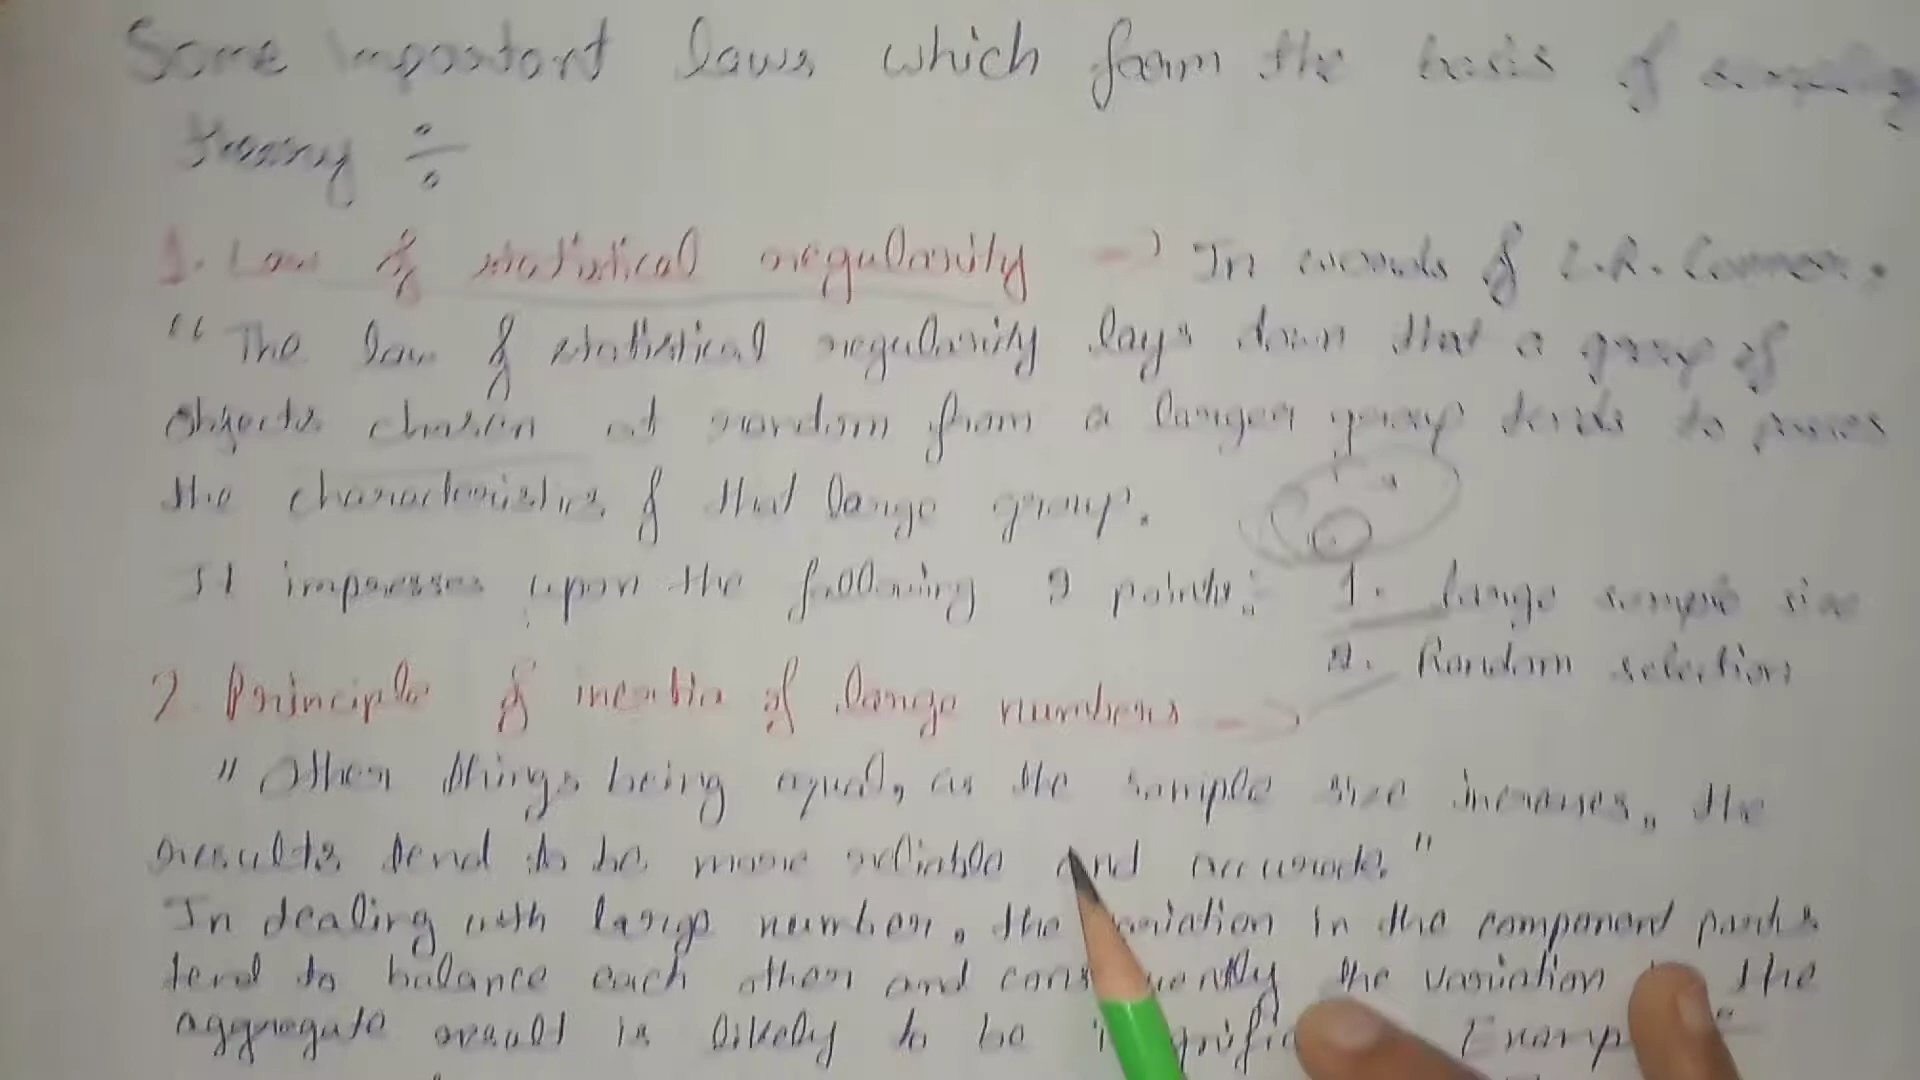 Some important laws which form the basis of sampling
theory ÷
1. Law of statistical regularity → In words of L.R. Connor.
"The law of statistical regularity lays down that a group of
objects chosen at random from a larger group tends to posses
the characteristics of that large group.
It impresses upon the following 2 points:- 1. Large sample size
2. Random selection
2. Principle of inertia of large numbers →
"Other things being equal, as the sample size increases, the
results tend to be more reliable and accurate."
In dealing with large number, the variation in the component parts
tend to balance each other and consequently the variation the
aggregate result is likely to be Example